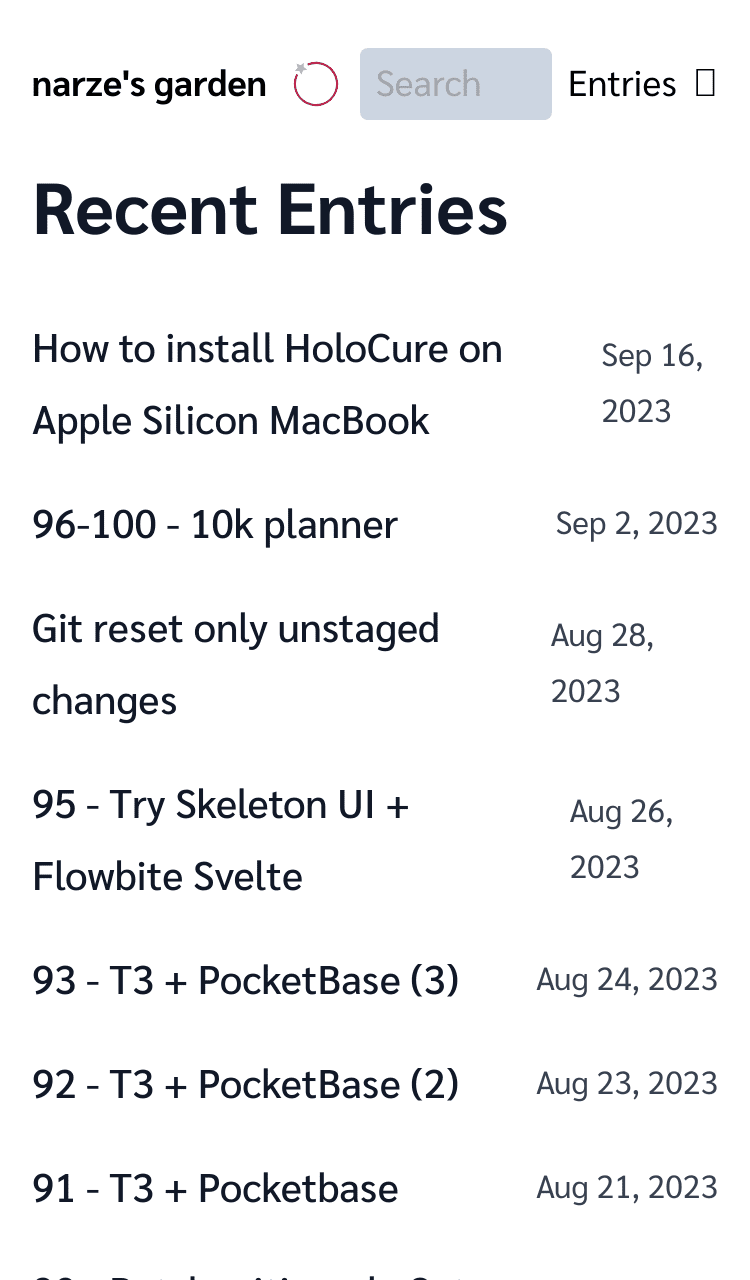 narze's garden
Search
Entries
Recent Entries
How to install HoloCure on
Apple Silicon MacBook
Sep 16,
2023
96-100 - 10k planner
Sep 2, 2023
Git reset only unstaged
changes
Aug 28,
2023
95 - Try Skeleton UI +
Flowbite Svelte
Aug 26,
2023
93 - T3 + PocketBase (3)
Aug 24, 2023
92 - T3 + PocketBase (2)
Aug 23, 2023
91 - T3 + Pocketbase
Aug 21, 2023